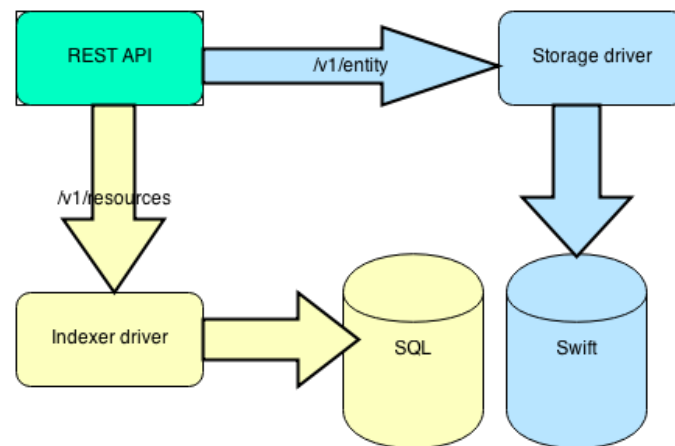 REST API
/v1/entity
Storage driver
/v1/resources
Indexer driver
SQL
Swift